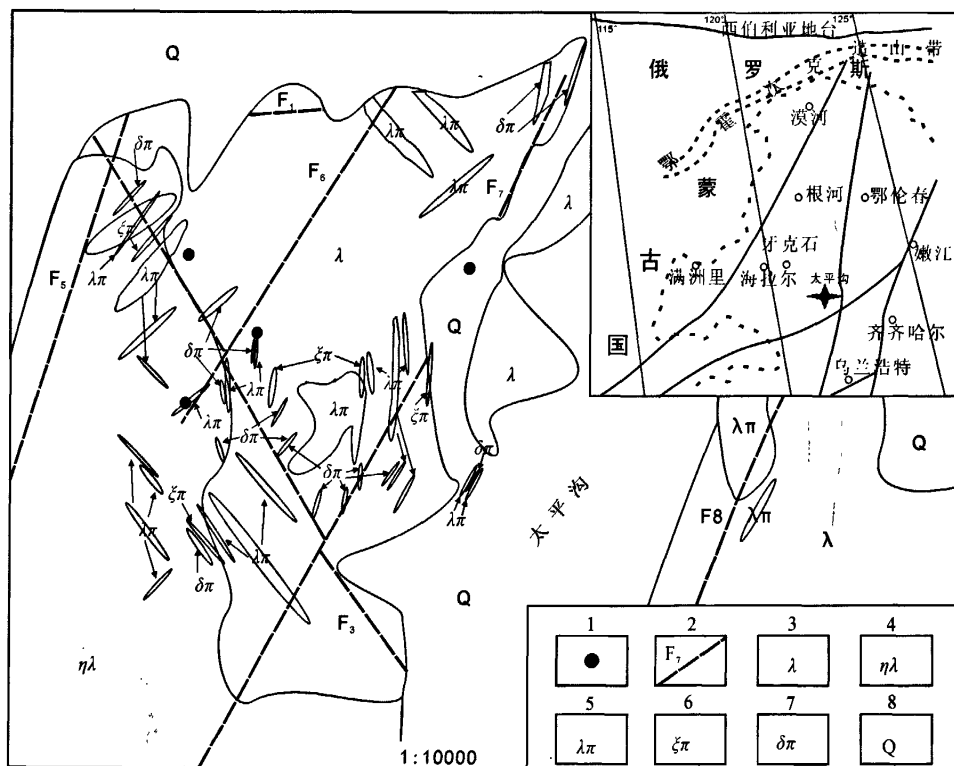 Q
F₁
δπ
λπ
λπ
δπ
F₆
λπ
F₇
λ
ζπ
λπ
λπ
F₅
λ
Q
δπ
λπ
ζπ
λπ
λπ
λπ
ζπ
λ
δπ
δπ
δπ
λπ
ζπ
λπ
λπ
δπ
F₃
ηλ
太平沟
Q
λπ
Q
F8
λπ
λ
1:10000
115°
120°
125°
西伯利亚地台
俄罗斯
鄂霍次克造山带
漠河
蒙古国
根河
鄂伦春
牙克石
嫩江
满洲里
海拉尔
太平沟
齐齐哈尔
乌兰浩特
1
2
3
4
F₇
λ
ηλ
5
6
7
8
λπ
ξπ
δπ
Q